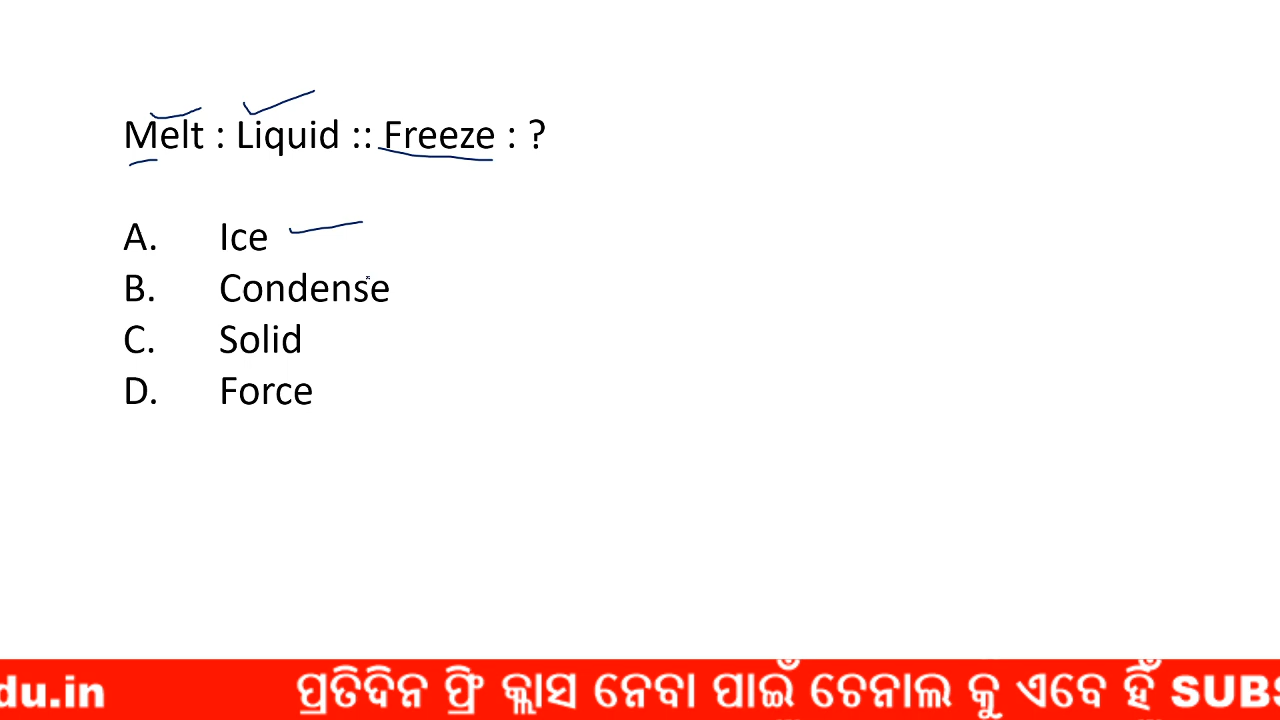 Melt : Liquid :: Freeze : ?
A. Ice
B. Condense
C. Solid
D. Force
du.in ପ୍ରତିଦିନ ଫ୍ରି କ୍ଲାସ ନେବା ପାଇଁ ଚେନାଲ କୁ ଏବେ ହିଁ SUBS